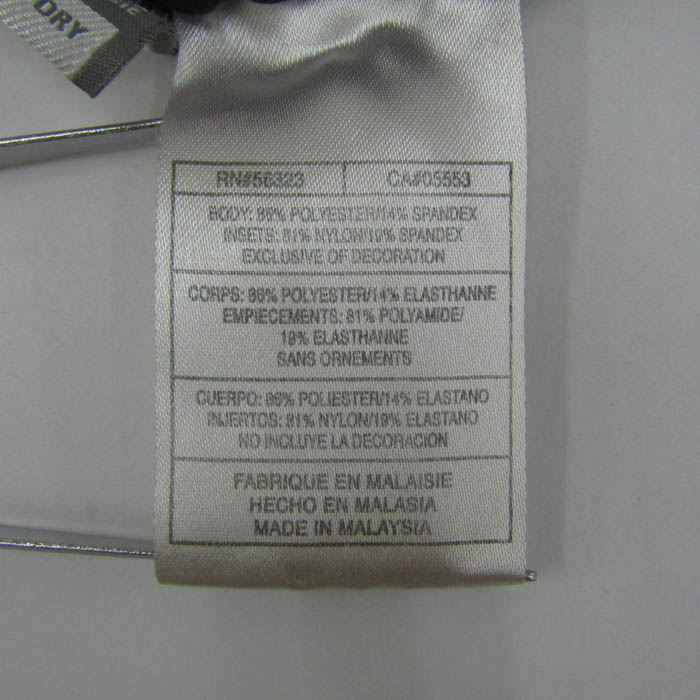 DRY
RN#56323 CA#05553
BODY: 86% POLYESTER/14% SPANDEX
INSETS: 81% NYLON/19% SPANDEX
EXCLUSIVE OF DECORATION
CORPS: 86% POLYESTER/14% ELASTHANNE
EMPIECEMENTS: 81% POLYAMIDE/
19% ELASTHANNE
SANS ORNEMENTS
CUERPO: 86% POLIESTER/14% ELASTANO
INJERTOS: 81% NYLON/19% ELASTANO
NO INCLUYE LA DECORACION
FABRIQUE EN MALAISIE
HECHO EN MALASIA
MADE IN MALAYSIA